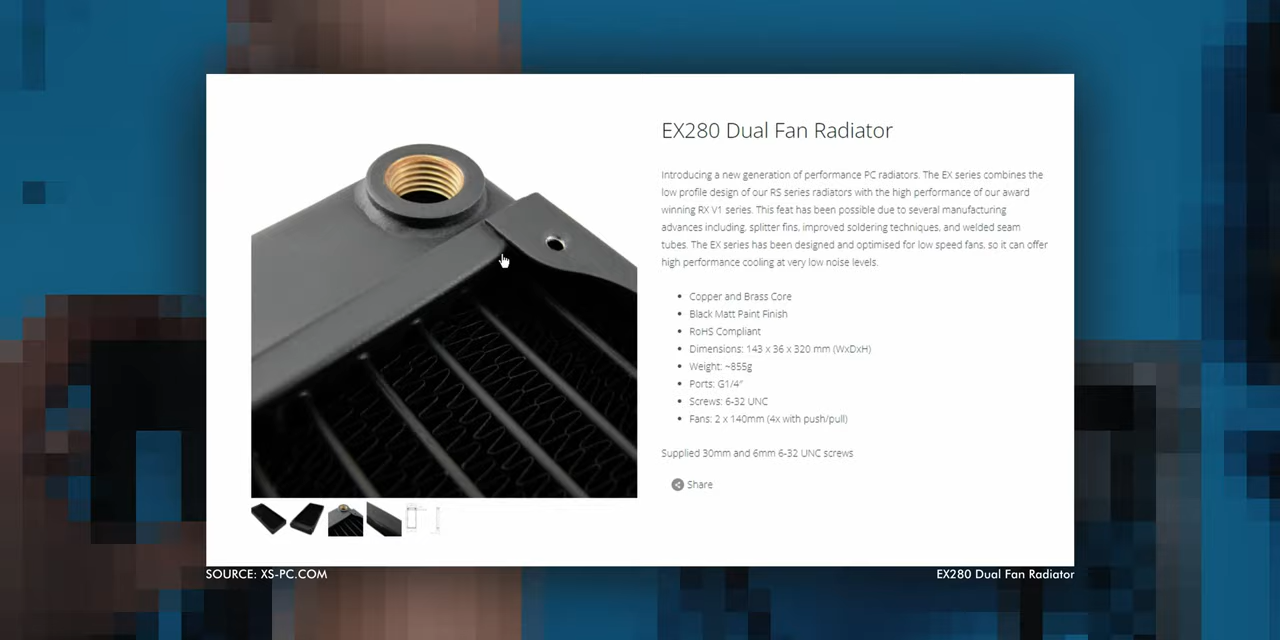 EX280 Dual Fan Radiator
Introducing a new generation of performance PC radiators. The EX series combines the
low profile design of our RS series radiators with the high performance of our award
winning RX V1 series. This feat has been possible due to several manufacturing
advances including, splitter fins, improved soldering techniques, and welded seam
tubes. The EX series has been designed and optimised for low speed fans, so it can offer
high performance cooling at very low noise levels.
Copper and Brass Core
Black Matt Paint Finish
RoHS Compliant
Dimensions: 143 x 36 x 320 mm (WxDxH)
Weight: ~855g
Ports: G1/4″
Screws: 6-32 UNC
Fans: 2 x 140mm (4x with push/pull)
Supplied 30mm and 6mm 6-32 UNC screws
Share
SOURCE: XS-PC.COM
EX280 Dual Fan Radiator